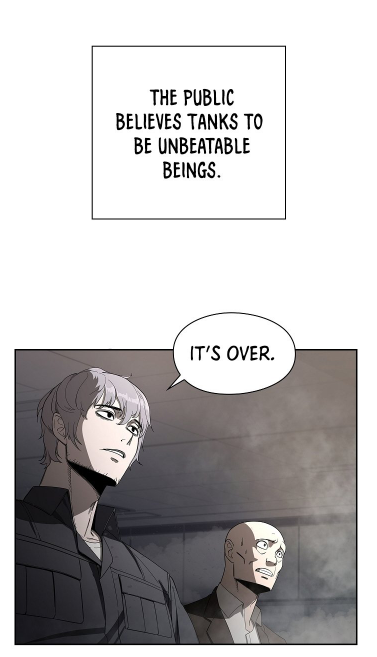 THE PUBLIC
BELIEVES TANKS TO
BE UNBEATABLE
BEINGS.
IT'S OVER.